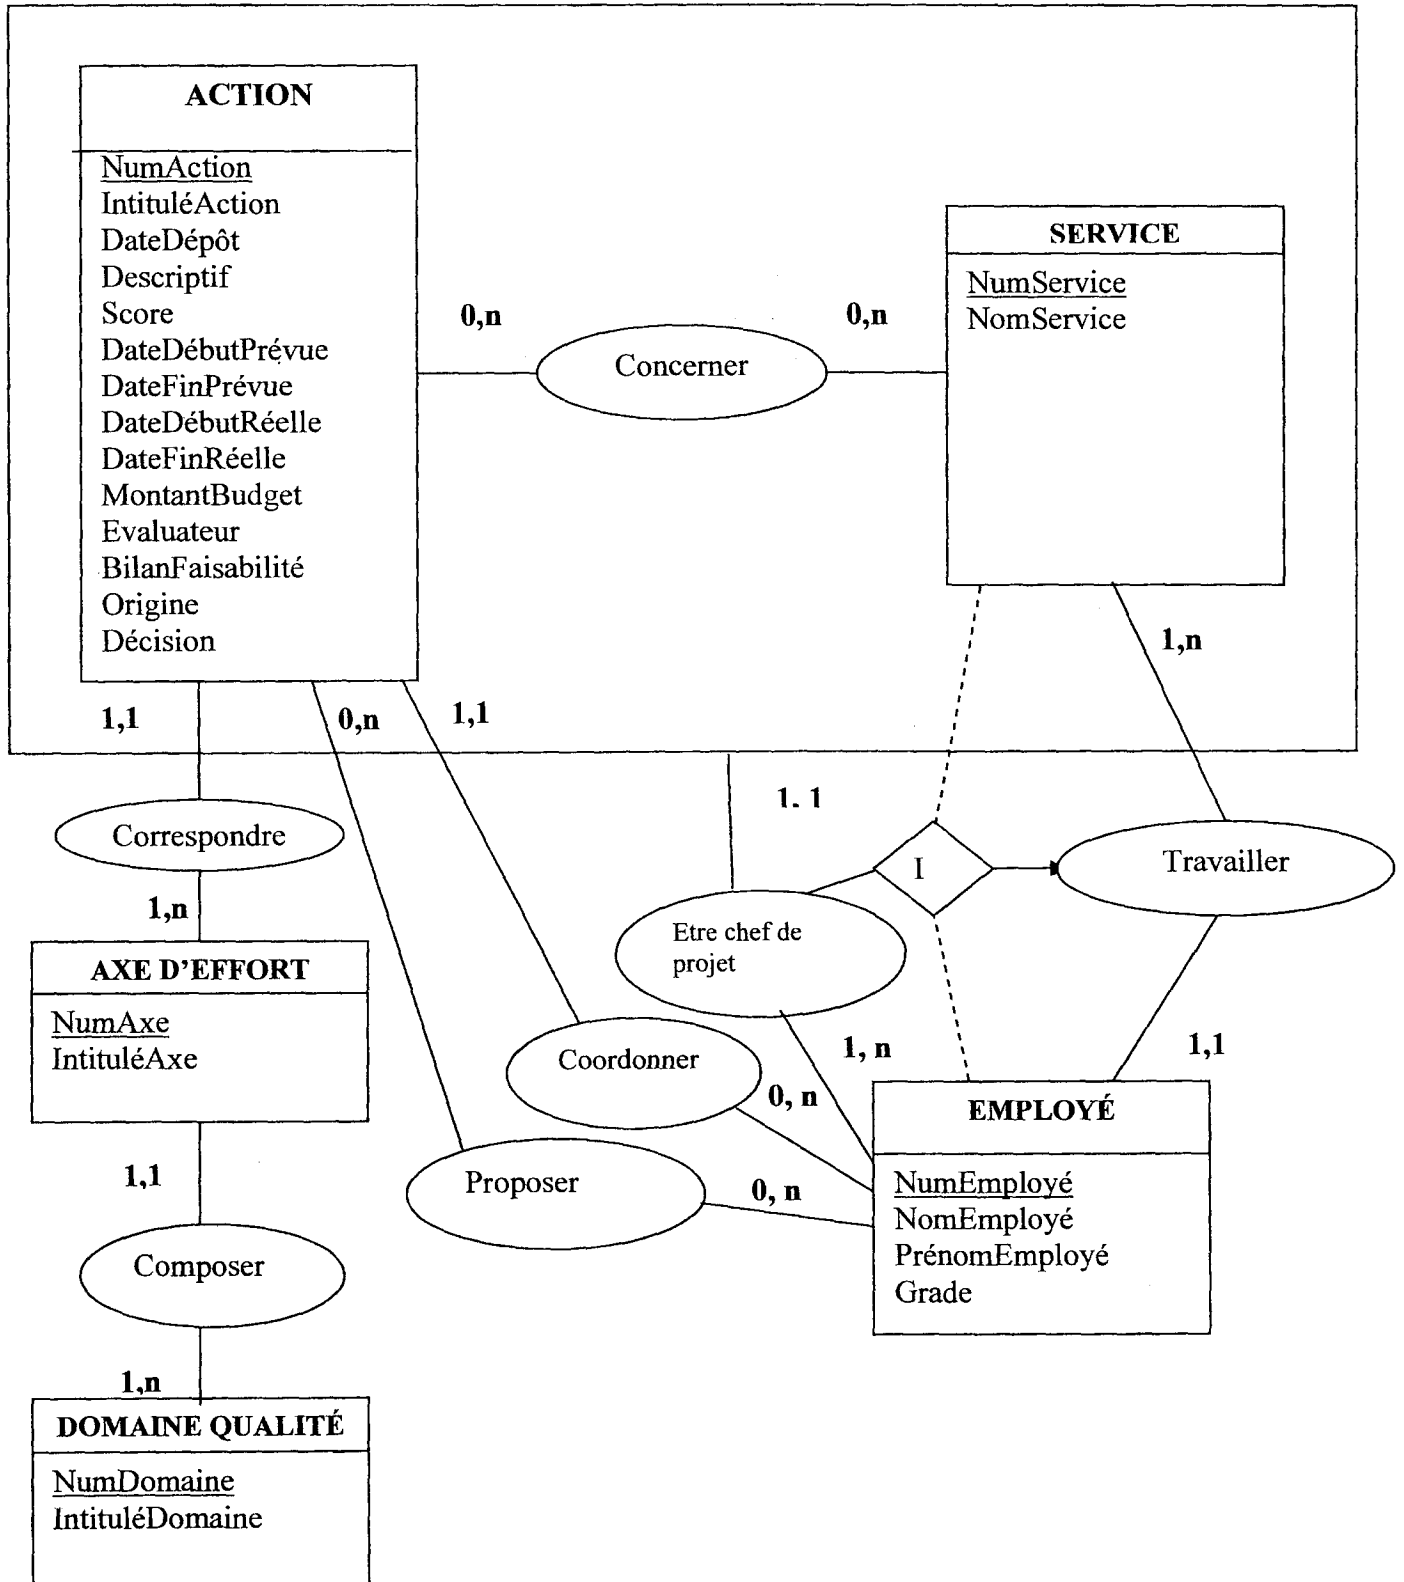 ACTION
NumAction
IntituléAction
DateDépôt
Descriptif
Score
DateDébutPrévue
DateFinPrévue
DateDébutRéelle
DateFinRéelle
MontantBudget
Evaluateur
BilanFaisabilité
Origine
Décision
SERVICE
NumService
NomService
0,n
Concerner
0,n
1,n
1,1
0,n
1,1
1, 1
Correspondre
I
Travailler
1,n
Etre chef de
projet
AXE D'EFFORT
NumAxe
IntituléAxe
Coordonner
1, n
1,1
0, n
EMPLOYÉ
NumEmployé
NomEmployé
PrénomEmployé
Grade
1,1
Proposer
0, n
Composer
1,n
DOMAINE QUALITÉ
NumDomaine
IntituléDomaine